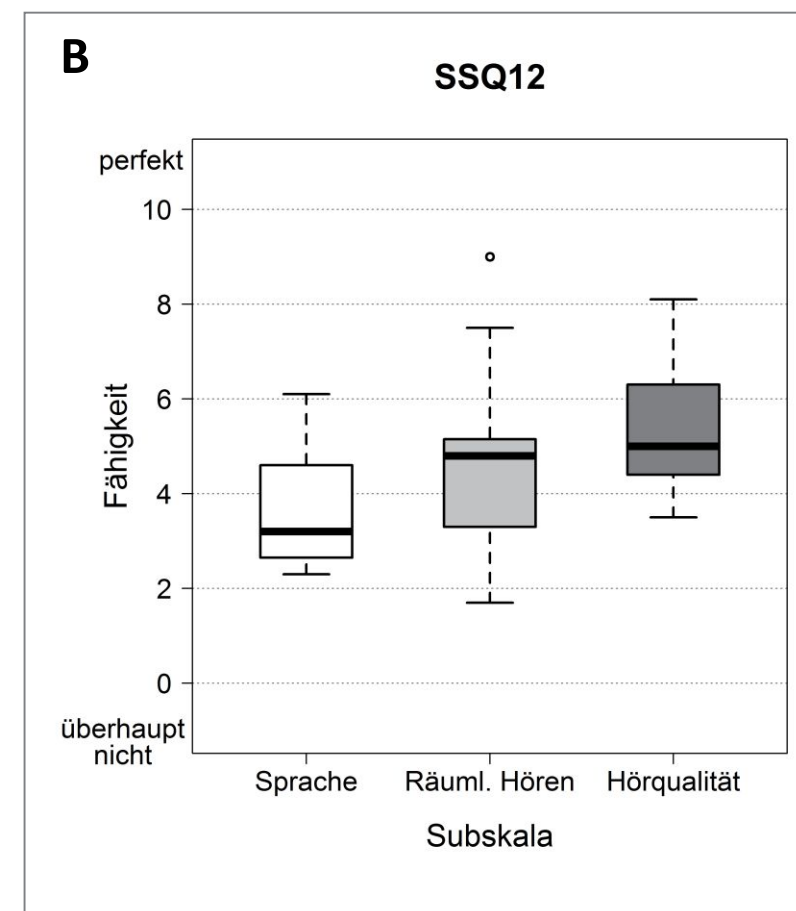 B
SSQ12
perfekt
10
8
6
4
2
0
überhaupt
nicht
Fähigkeit
Sprache
Räuml. Hören
Hörqualität
Subskala